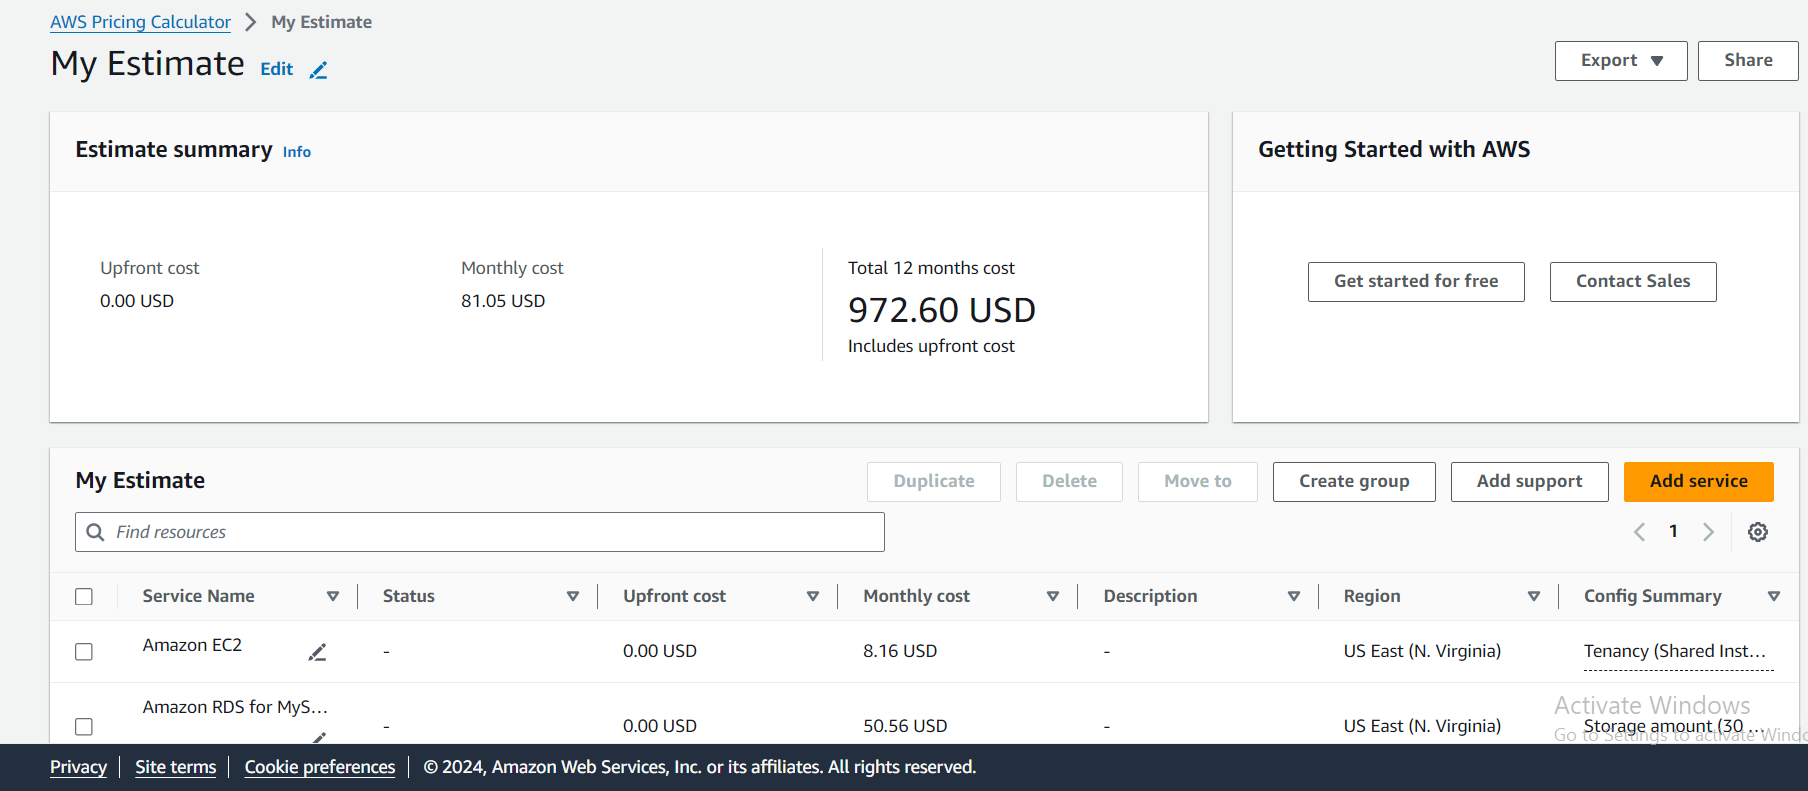 AWS Pricing Calculator > My Estimate
My Estimate Edit
Export ▼ Share
Estimate summary Info
Getting Started with AWS
Upfront cost Monthly cost Total 12 months cost
0.00 USD 81.05 USD 972.60 USD
Includes upfront cost
Get started for free Contact Sales
My Estimate Duplicate Delete Move to Create group Add support Add service
Find resources
< 1 >
Service Name Status Upfront cost Monthly cost Description Region Config Summary
Amazon EC2 - 0.00 USD 8.16 USD - US East (N. Virginia) Tenancy (Shared Inst...
Amazon RDS for MyS... - 0.00 USD 50.56 USD - US East (N. Virginia) Storage amount (30 ...
Activate Windows
Go to Settings to activate Windo
Privacy | Site terms | Cookie preferences | © 2024, Amazon Web Services, Inc. or its affiliates. All rights reserved.